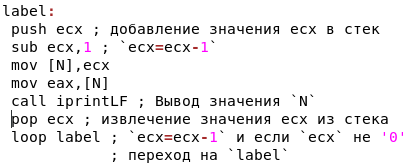 label:
push ecx ; добавление значения ecx в стек
sub ecx,1 ; `ecx=ecx-1`
mov [N],ecx
mov eax,[N]
call iprintLF ; Вывод значения `N`
pop ecx ; извлечение значения ecx из стека
loop label ; `ecx=ecx-1` и если `ecx` не '0'
; переход на `label`